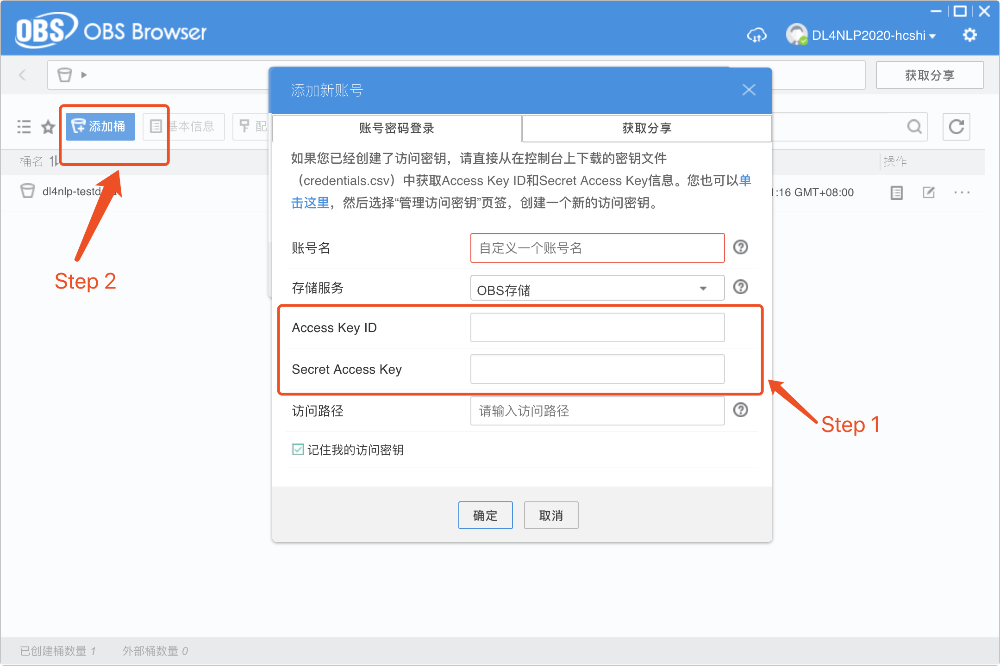 OBS OBS Browser
DL4NLP2020-hcshi
获取分享
添加新账号
添加桶
基本信息
配
账号密码登录
获取分享
桶名
操作
如果您已经创建了访问密钥，请直接从在控制台上下载的密钥文件
（credentials.csv）中获取Access Key ID和Secret Access Key信息。您也可以单
击这里，然后选择“管理访问密钥”页签，创建一个新的访问密钥。
dl4nlp-testd
:16 GMT+08:00
账号名
自定义一个账号名
存储服务
OBS存储
Step 2
Access Key ID
Secret Access Key
访问路径
请输入访问路径
Step 1
记住我的访问密钥
确定
取消
已创建桶数量 1
外部桶数量 0